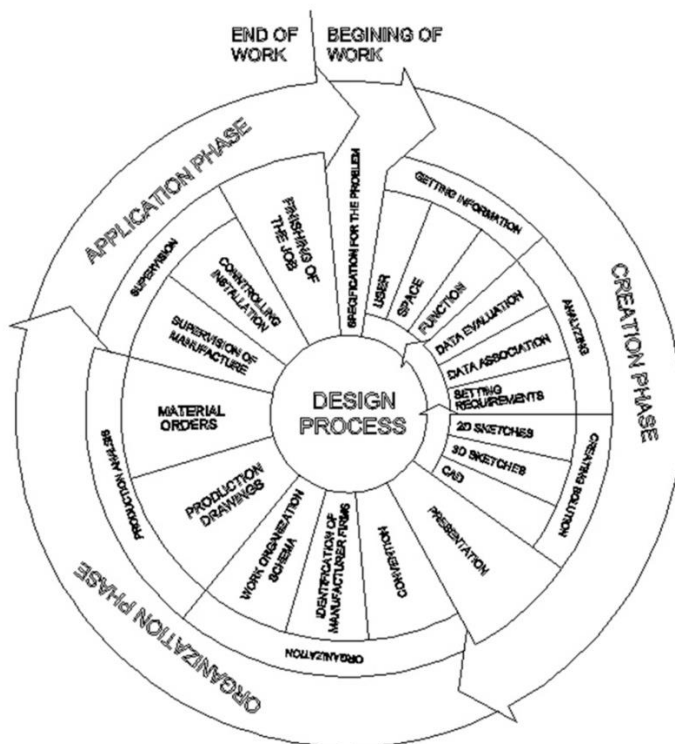 END OF
WORK
BEGINING OF
WORK
CREATION PHASE
SPECIFICATION FOR THE PROBLEM
GETTING INFORMATION
USER
SPACE
FUNCTION
ANALYZING
DATA EVALUATION
DATA ASSOCIATION
SETTING
REQUIREMENTS
CREATING SOLUTION
2D SKETCHES
3D SKETCHES
CAD
PRESENTATION
ORGANIZATION PHASE
CONVENTION
ORGANIZATION
IDENTIFICATION OF
MANUFACTURER FIRMS
WORK ORGANIZATION
SCHEMA
PRODUCTION
DRAWINGS
MATERIAL
ORDERS
APPLICATION PHASE
SUPERVISION
SUPERVISION OF
MANUFACTURE
CONNTROLLING
INSTALLATION
FINISHING OF
THE JOB
DESIGN
PROCESS
PRODUCTION